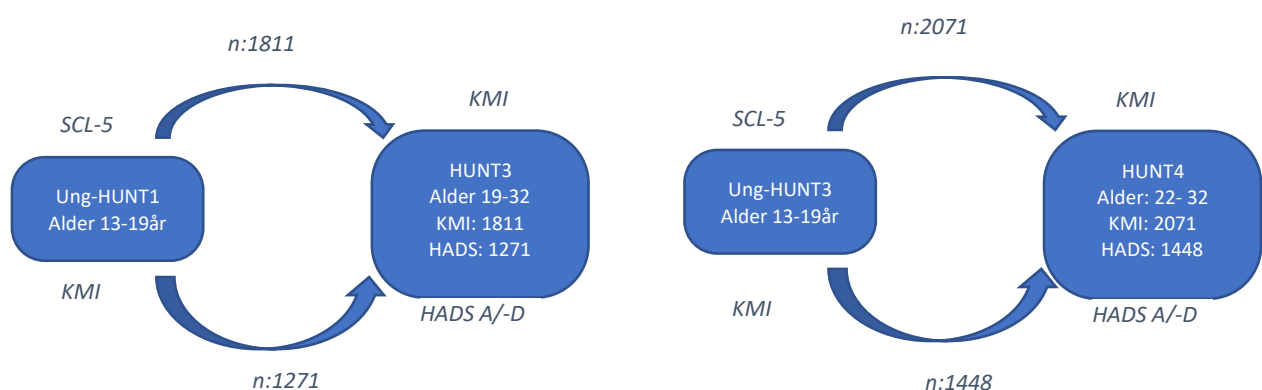 n:1811
KMI
SCL-5
Ung-HUNT1
Alder 13-19år
HUNT3
Alder 19-32
KMI: 1811
HADS: 1271
KMI
HADS A/-D
n:1271
n:2071
KMI
SCL-5
Ung-HUNT3
Alder 13-19år
HUNT4
Alder: 22- 32
KMI: 2071
HADS: 1448
KMI
HADS A/-D
n:1448